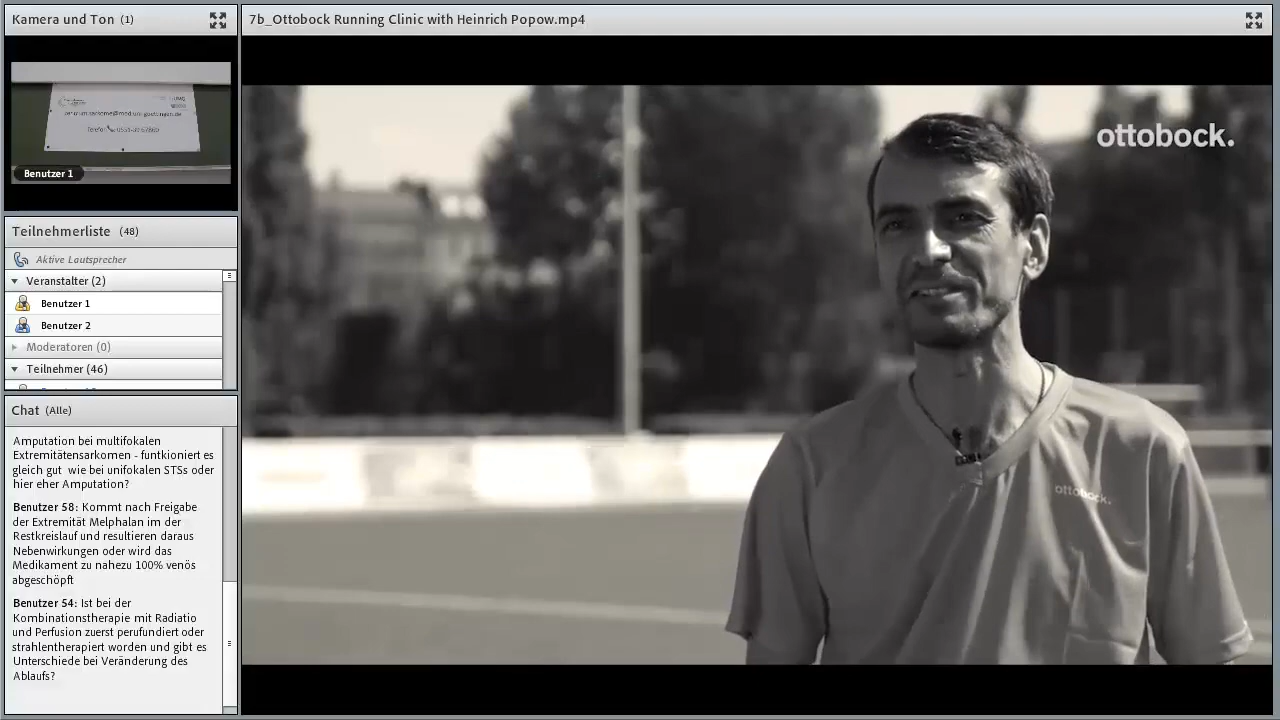 Kamera und Ton (1)
Benutzer 1
Teilnehmerliste (48)
Aktive Lautsprecher
Veranstalter (2)
Benutzer 1
Benutzer 2
Moderatoren (0)
Teilnehmer (46)
Chat (Alle)
Amputation bei multifokalen
Extremitätensarkomen - funtkioniert es
gleich gut wie bei unifokalen STSs oder
hier eher Amputation?
Benutzer 58: Kommt nach Freigabe
der Extremität Melphalan im der
Restkreislauf und resultieren daraus
Nebenwirkungen oder wird das
Medikament zu nahezu 100% venös
abgeschöpft
Benutzer 54: Ist bei der
Kombinationstherapie mit Radiatio
und Perfusion zuerst perufundiert oder
strahlentherapiert worden und gibt es
Unterschiede bei Veränderung des
Ablaufs?
7b_Ottobock Running Clinic with Heinrich Popow.mp4
ottobock.
ottobock.